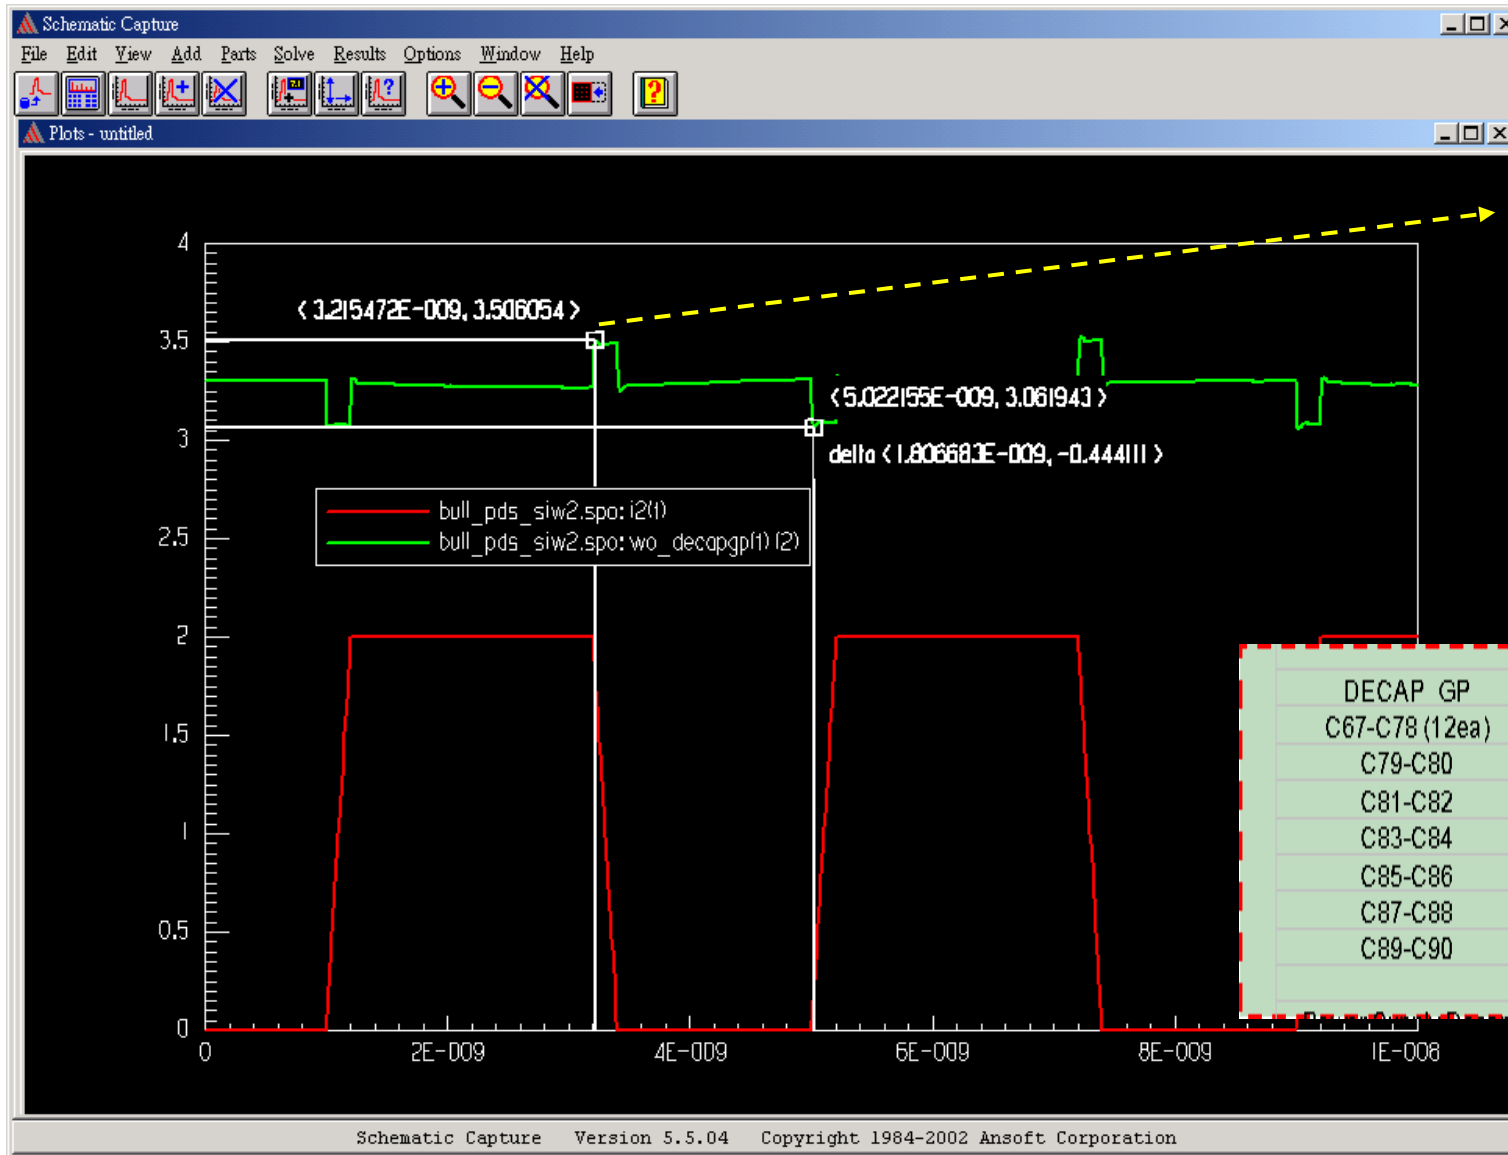 Schematic Capture
File Edit View Add Parts Solve Results Options Window Help
Plots - untitled
4
3.5
3
2.5
2
1.5
1
0.5
0
< 3.215472E-009, 3.506054 >
< 5.022155E-009, 3.061943 >
delta < 1.806683E-009, -0.444111 >
bull_pds_siw2.spo: i2(1)
bull_pds_siw2.spo: wo_decapgp(1) (2)
0 2E-009 4E-009 6E-009 8E-009 1E-008
DECAP GP
C67-C78 (12ea)
C79-C80
C81-C82
C83-C84
C85-C86
C87-C88
C89-C90
Schematic Capture Version 5.5.04 Copyright 1984-2002 Ansoft Corporation